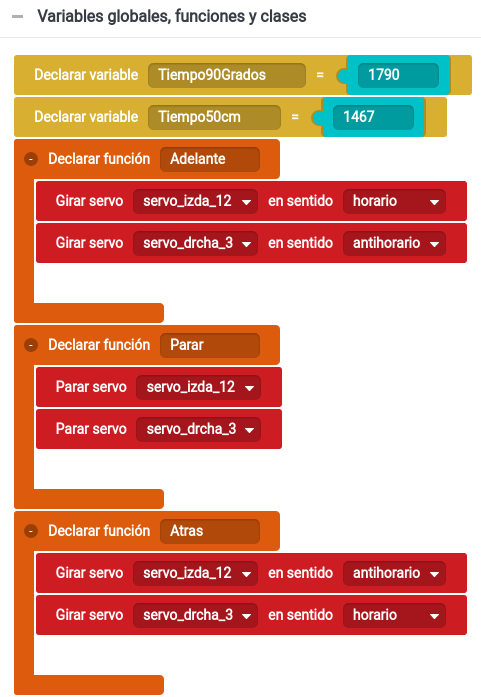 Variables globales, funciones y clases
Declarar variable Tiempo90Grados = 1790
Declarar variable Tiempo50cm = 1467
- Declarar función Adelante
Girar servo servo_izda_12 en sentido horario
Girar servo servo_drcha_3 en sentido antihorario
- Declarar función Parar
Parar servo servo_izda_12
Parar servo servo_drcha_3
- Declarar función Atras
Girar servo servo_izda_12 en sentido antihorario
Girar servo servo_drcha_3 en sentido horario